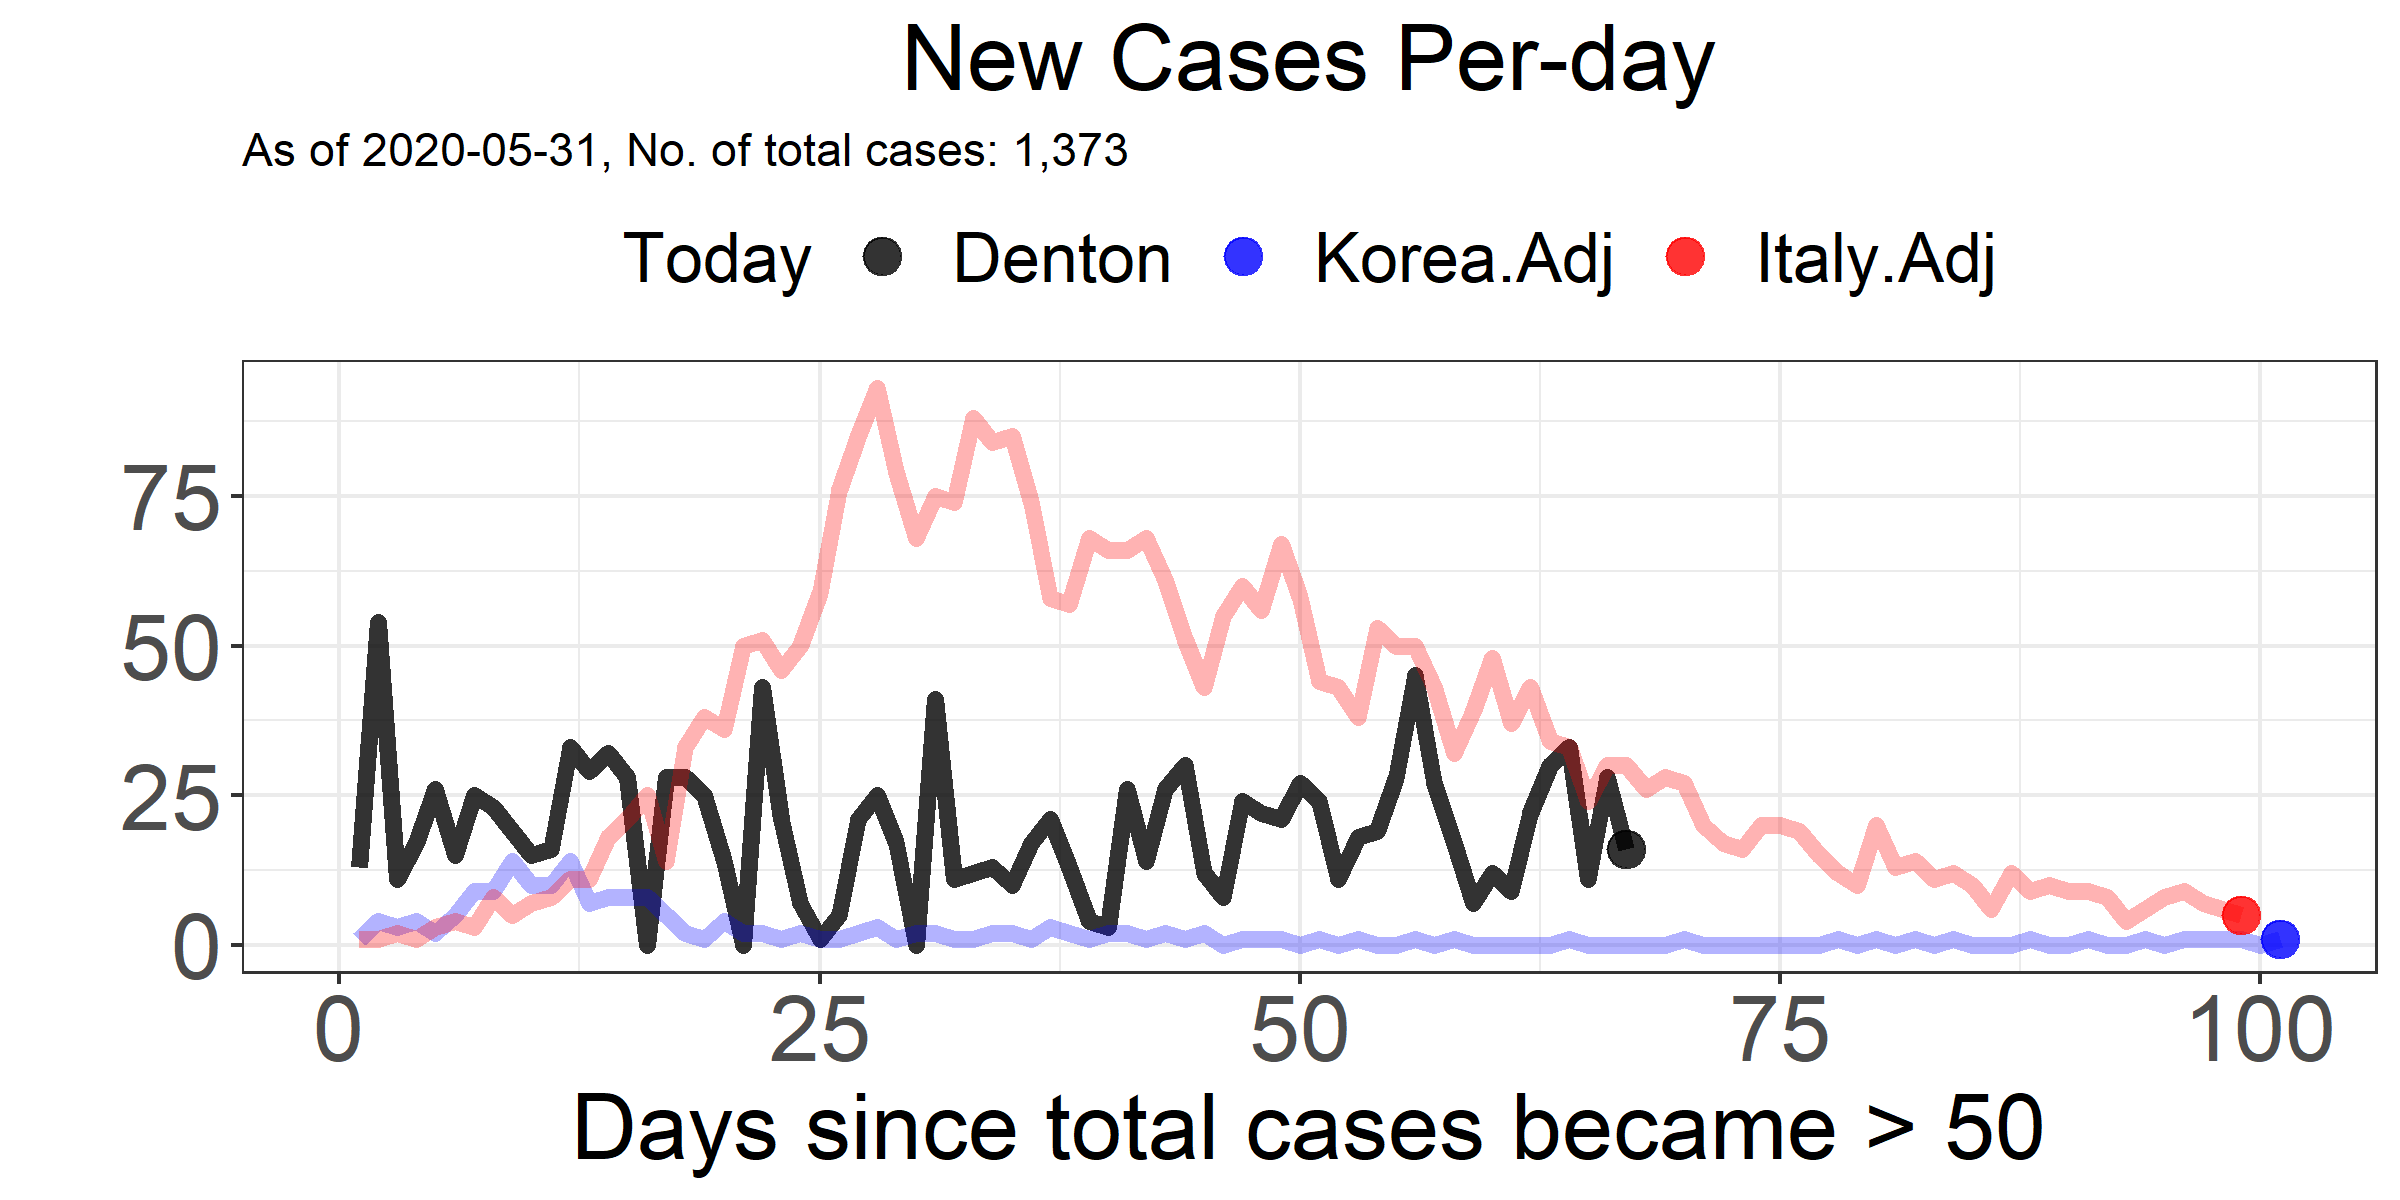 New Cases Per-day
As of 2020-05-31, No. of total cases: 1,373
Today Denton Korea.Adj Italy.Adj
75
50
25
0
0 25 50 75 100
Days since total cases became > 50